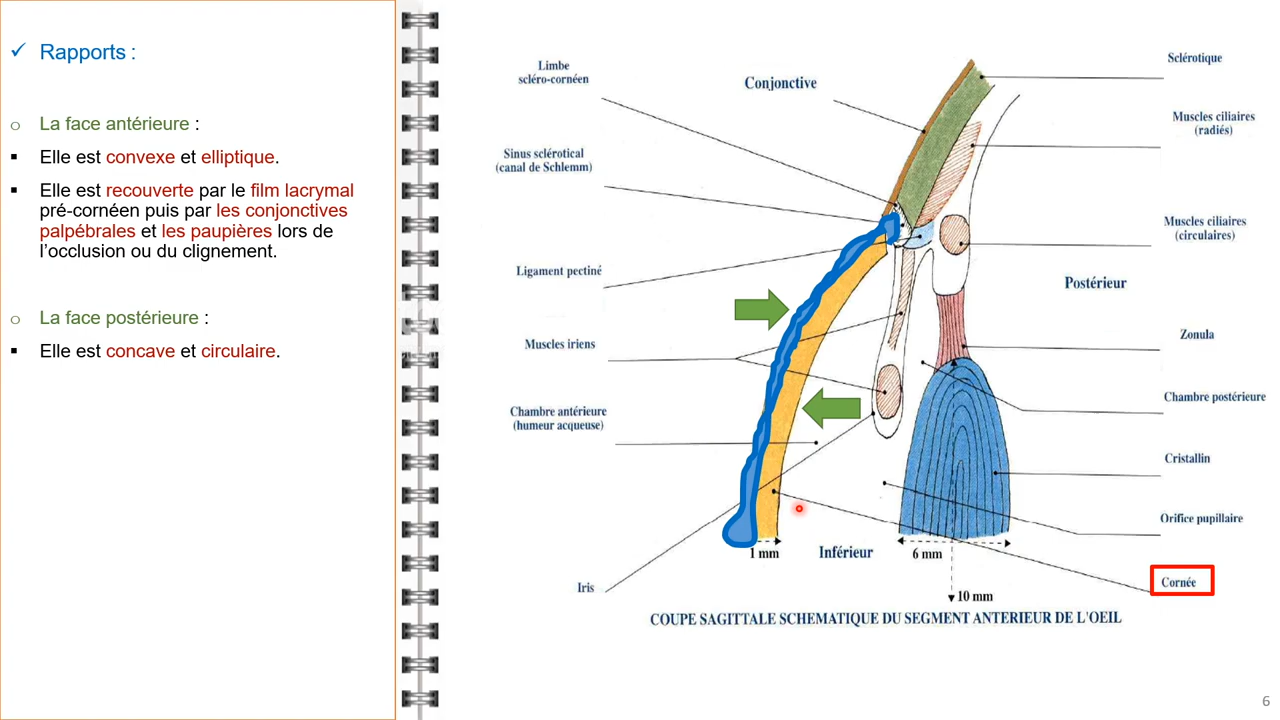 ✓ Rapports :
o La face antérieure :
▪ Elle est convexe et elliptique.
▪ Elle est recouverte par le film lacrymal
pré-cornéen puis par les conjonctives
palpébrales et les paupières lors de
l’occlusion ou du clignement.
o La face postérieure :
▪ Elle est concave et circulaire.
Limbe
scléro-cornéen
Conjonctive
Sclérotique
Muscles ciliaires
(radiés)
Sinus sclérotical
(canal de Schlemm)
Muscles ciliaires
(circulaires)
Ligament pectiné
Postérieur
Muscles iriens
Zonula
Chambre postérieure
Chambre antérieure
(humeur acqueuse)
Cristallin
Orifice pupillaire
1 mm
Inférieur
6 mm
Iris
Cornée
10 mm
COUPE SAGITTALE SCHEMATIQUE DU SEGMENT ANTERIEUR DE L'OEIL
6